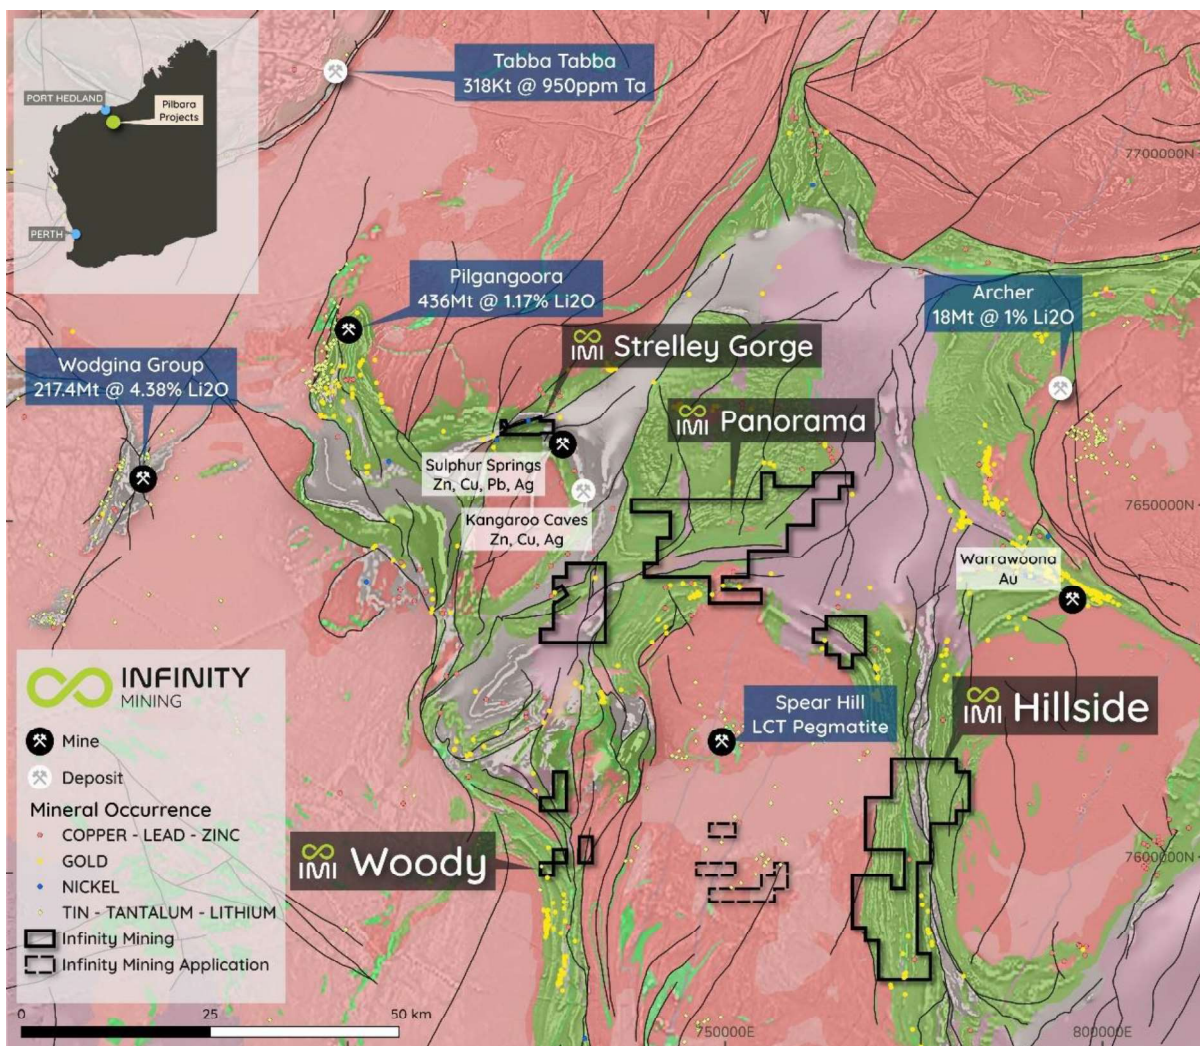 PORT HEDLAND
Pilbara
Projects
PERTH
Tabba Tabba
318Kt @ 950ppm Ta
7700000N
Pilgangoora
436Mt @ 1.17% Li2O
Archer
18Mt @ 1% Li2O
IMI Strelley Gorge
Wodgina Group
217.4Mt @ 4.38% Li2O
IMI Panorama
Sulphur Springs
Zn, Cu, Pb, Ag
Kangaroo Caves
Zn, Cu, Ag
7650000N
Warrawoona
Au
Spear Hill
LCT Pegmatite
IMI Hillside
IMI Woody
7600000N
INFINITY
MINING
Mine
Deposit
Mineral Occurrence
COPPER - LEAD - ZINC
GOLD
NICKEL
TIN - TANTALUM - LITHIUM
Infinity Mining
Infinity Mining Application
0 25 50 km
750000E 800000E